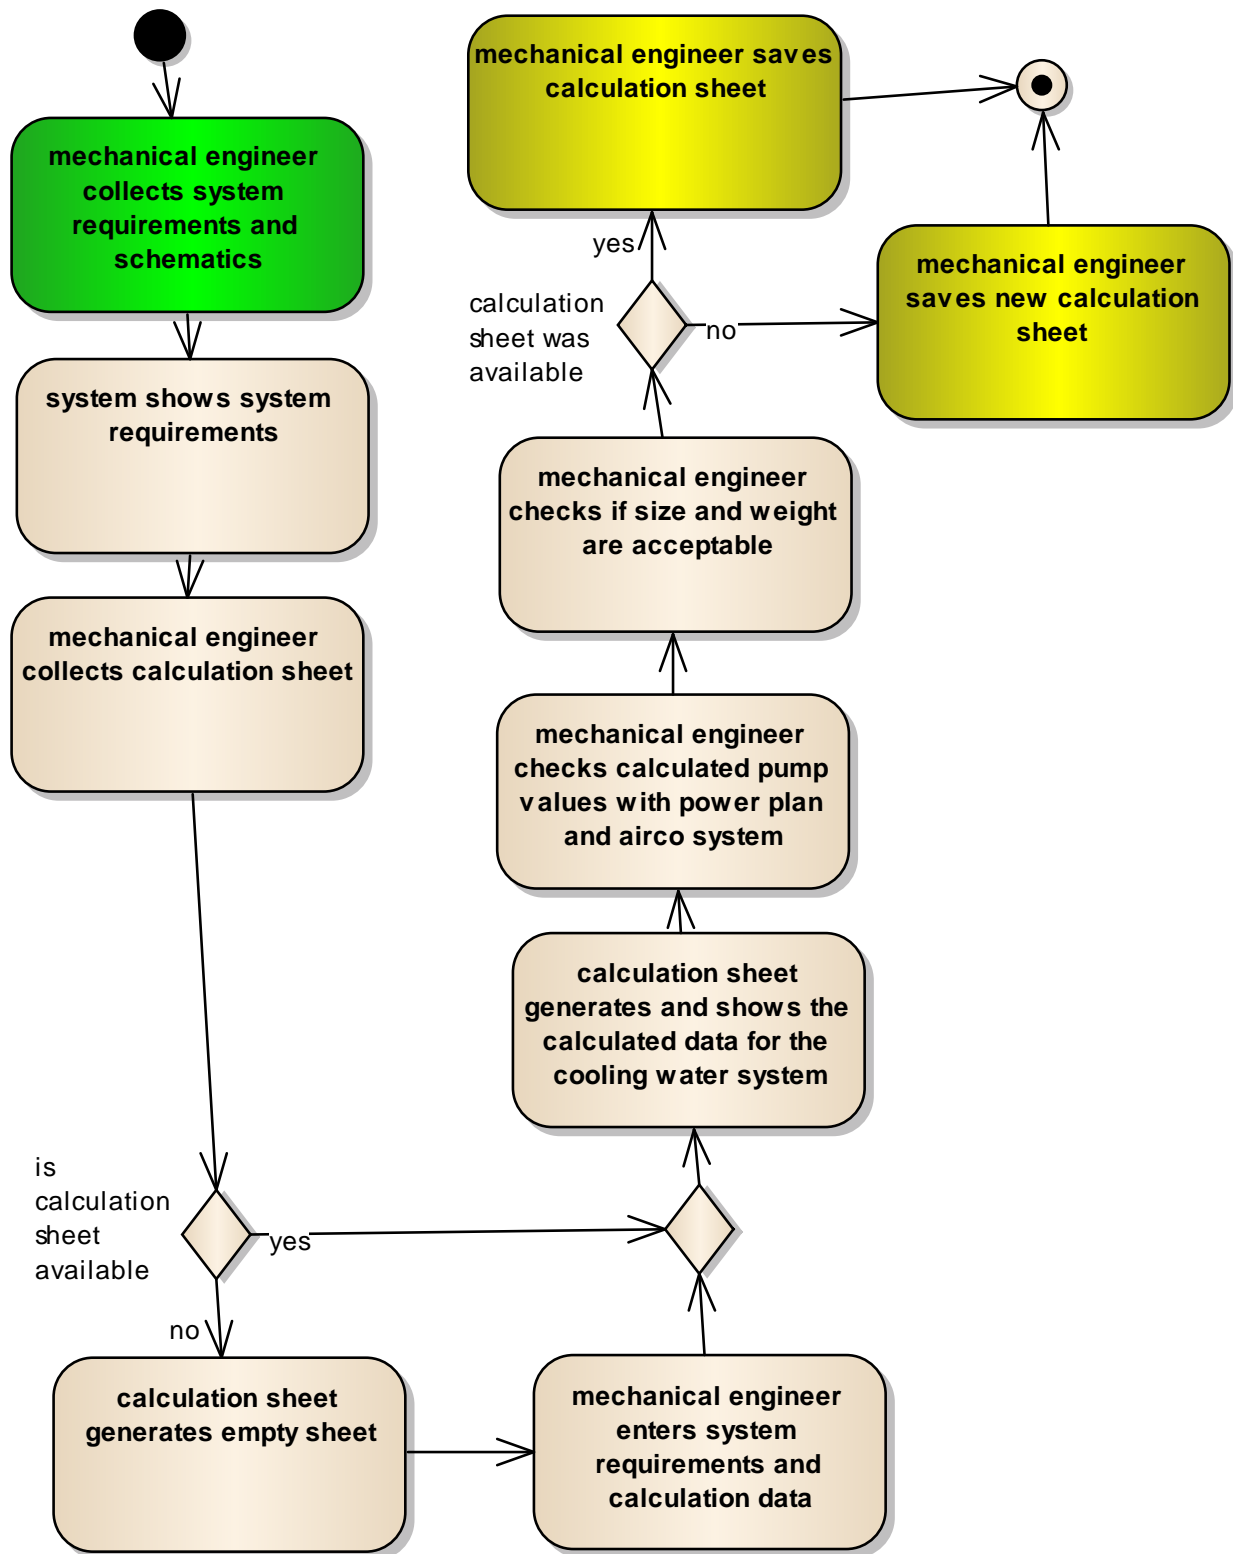 mechanical engineer
collects system
requirements and
schematics
system shows system
requirements
mechanical engineer
collects calculation sheet
is
calculation
sheet
available
yes
no
calculation sheet
generates empty sheet
mechanical engineer
enters system
requirements and
calculation data
calculation sheet
generates and shows the
calculated data for the
cooling water system
mechanical engineer
checks calculated pump
values with power plan
and airco system
mechanical engineer
checks if size and weight
are acceptable
calculation
sheet was
available
yes
no
mechanical engineer saves
calculation sheet
mechanical engineer
saves new calculation
sheet